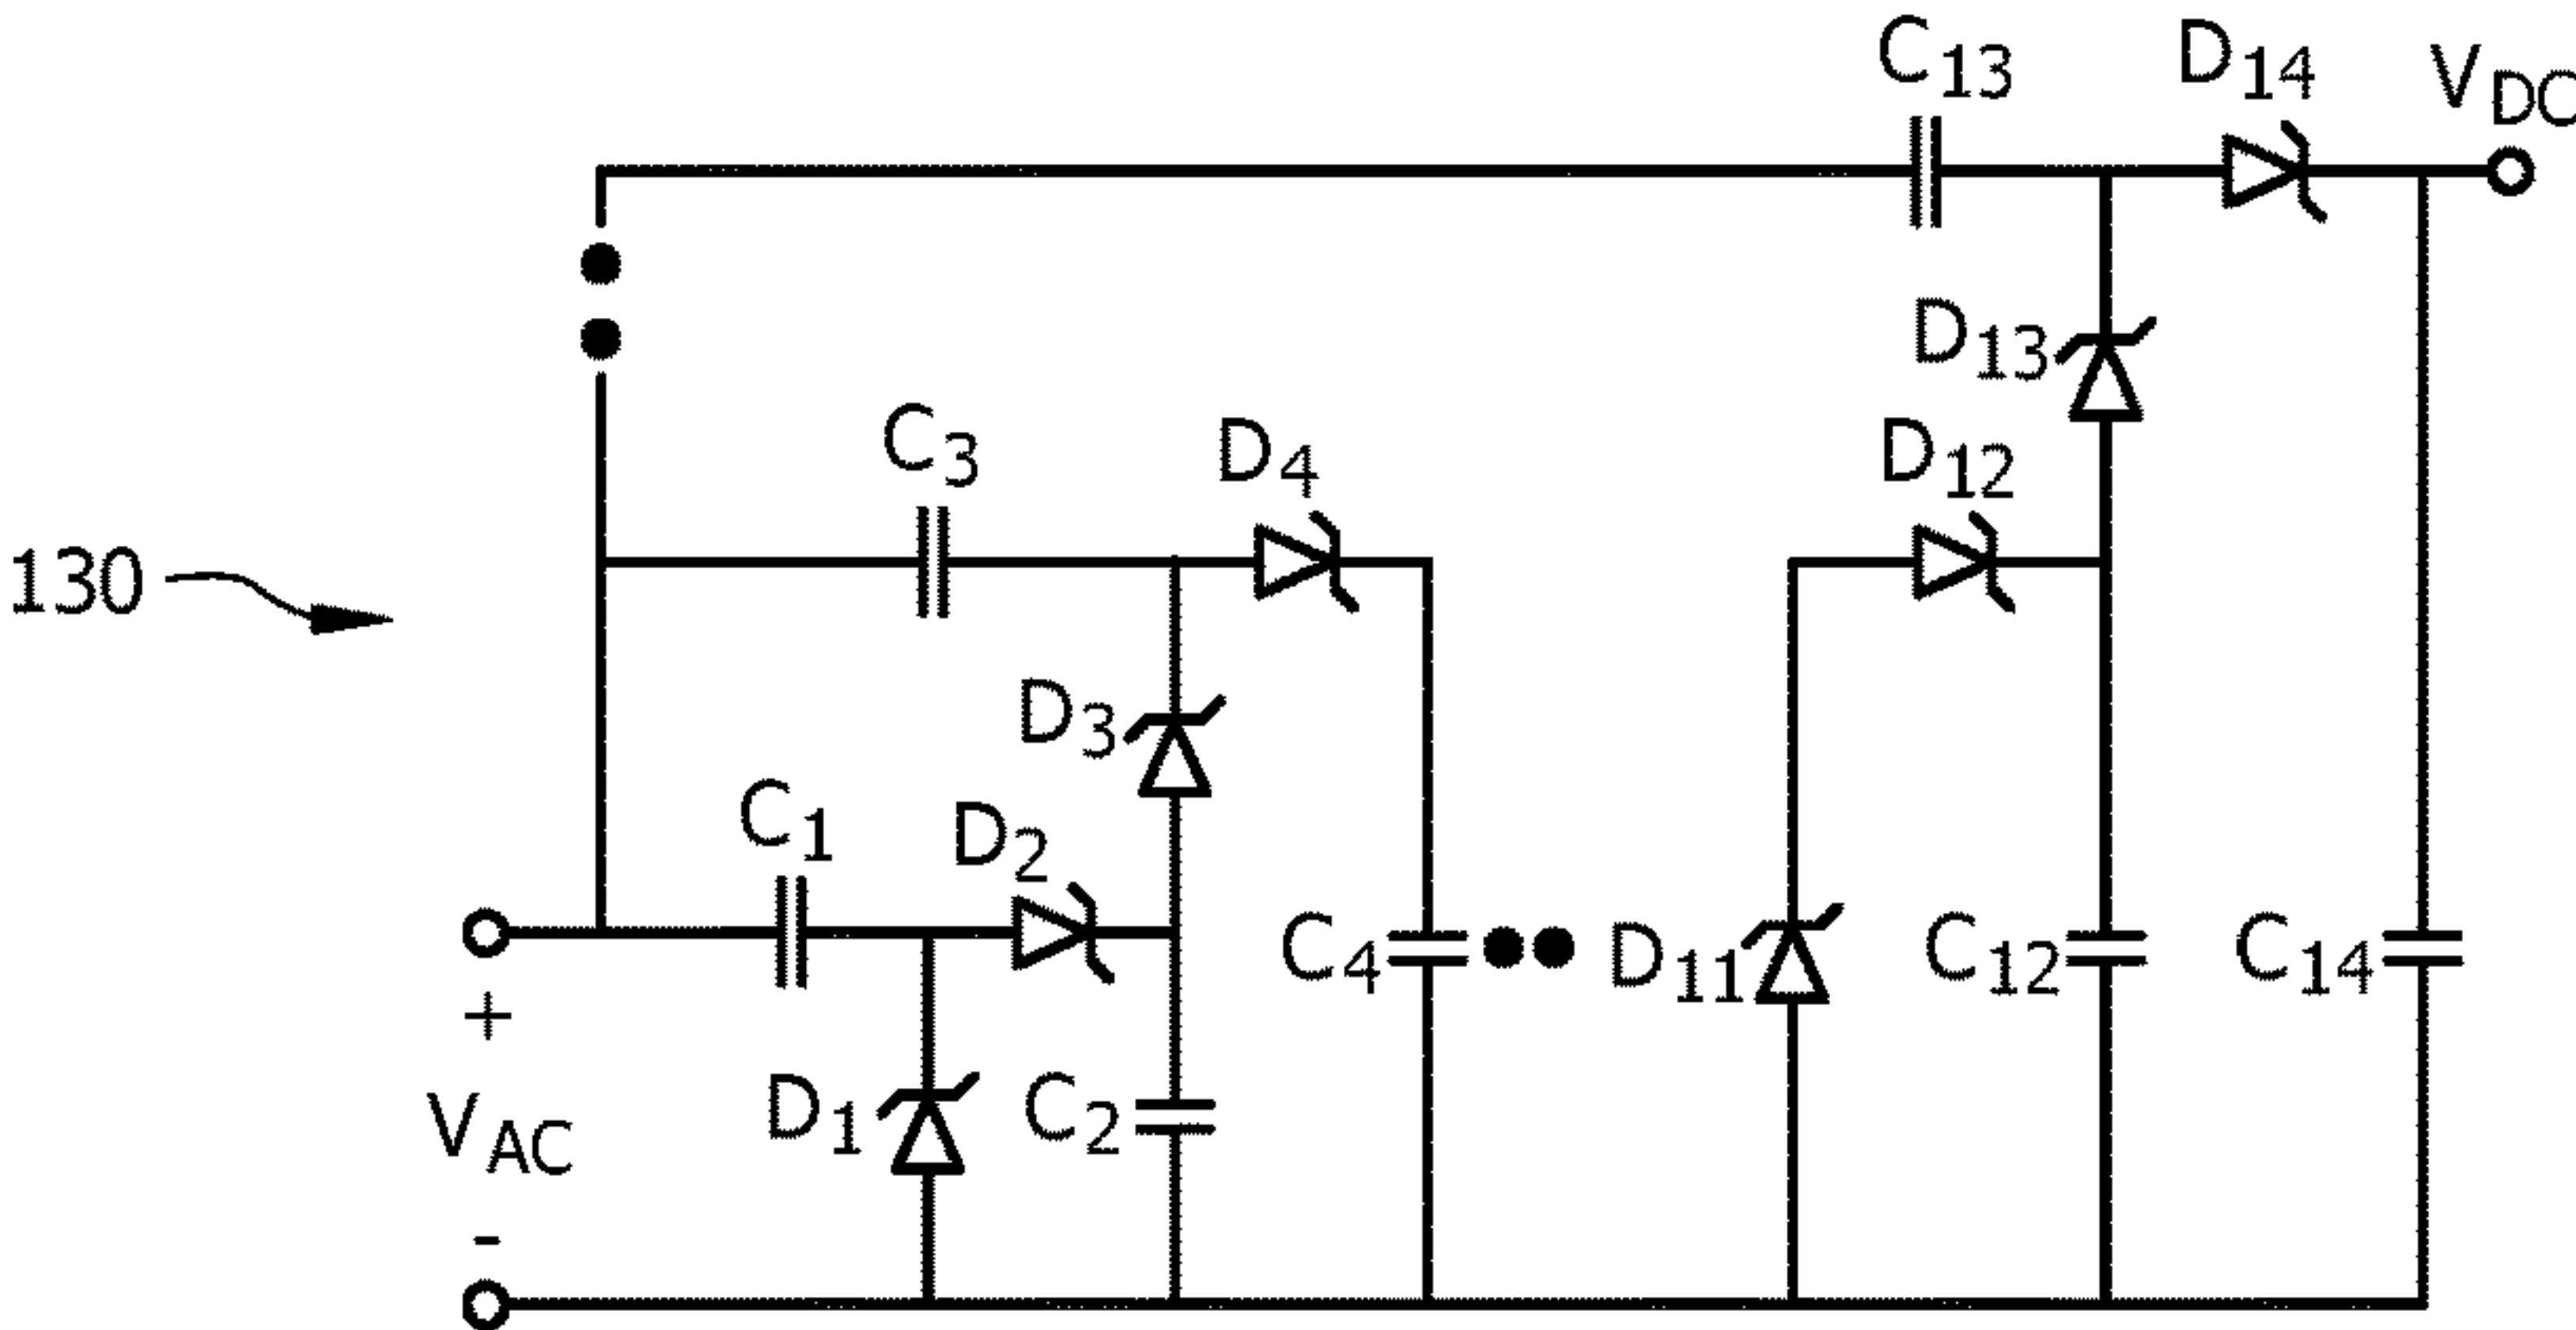 C13 D14 VDC
D13
C3 D4 D12
130
D3
C1 D2
C4 D11 C12 C14
+
D1 C2
VAC
-